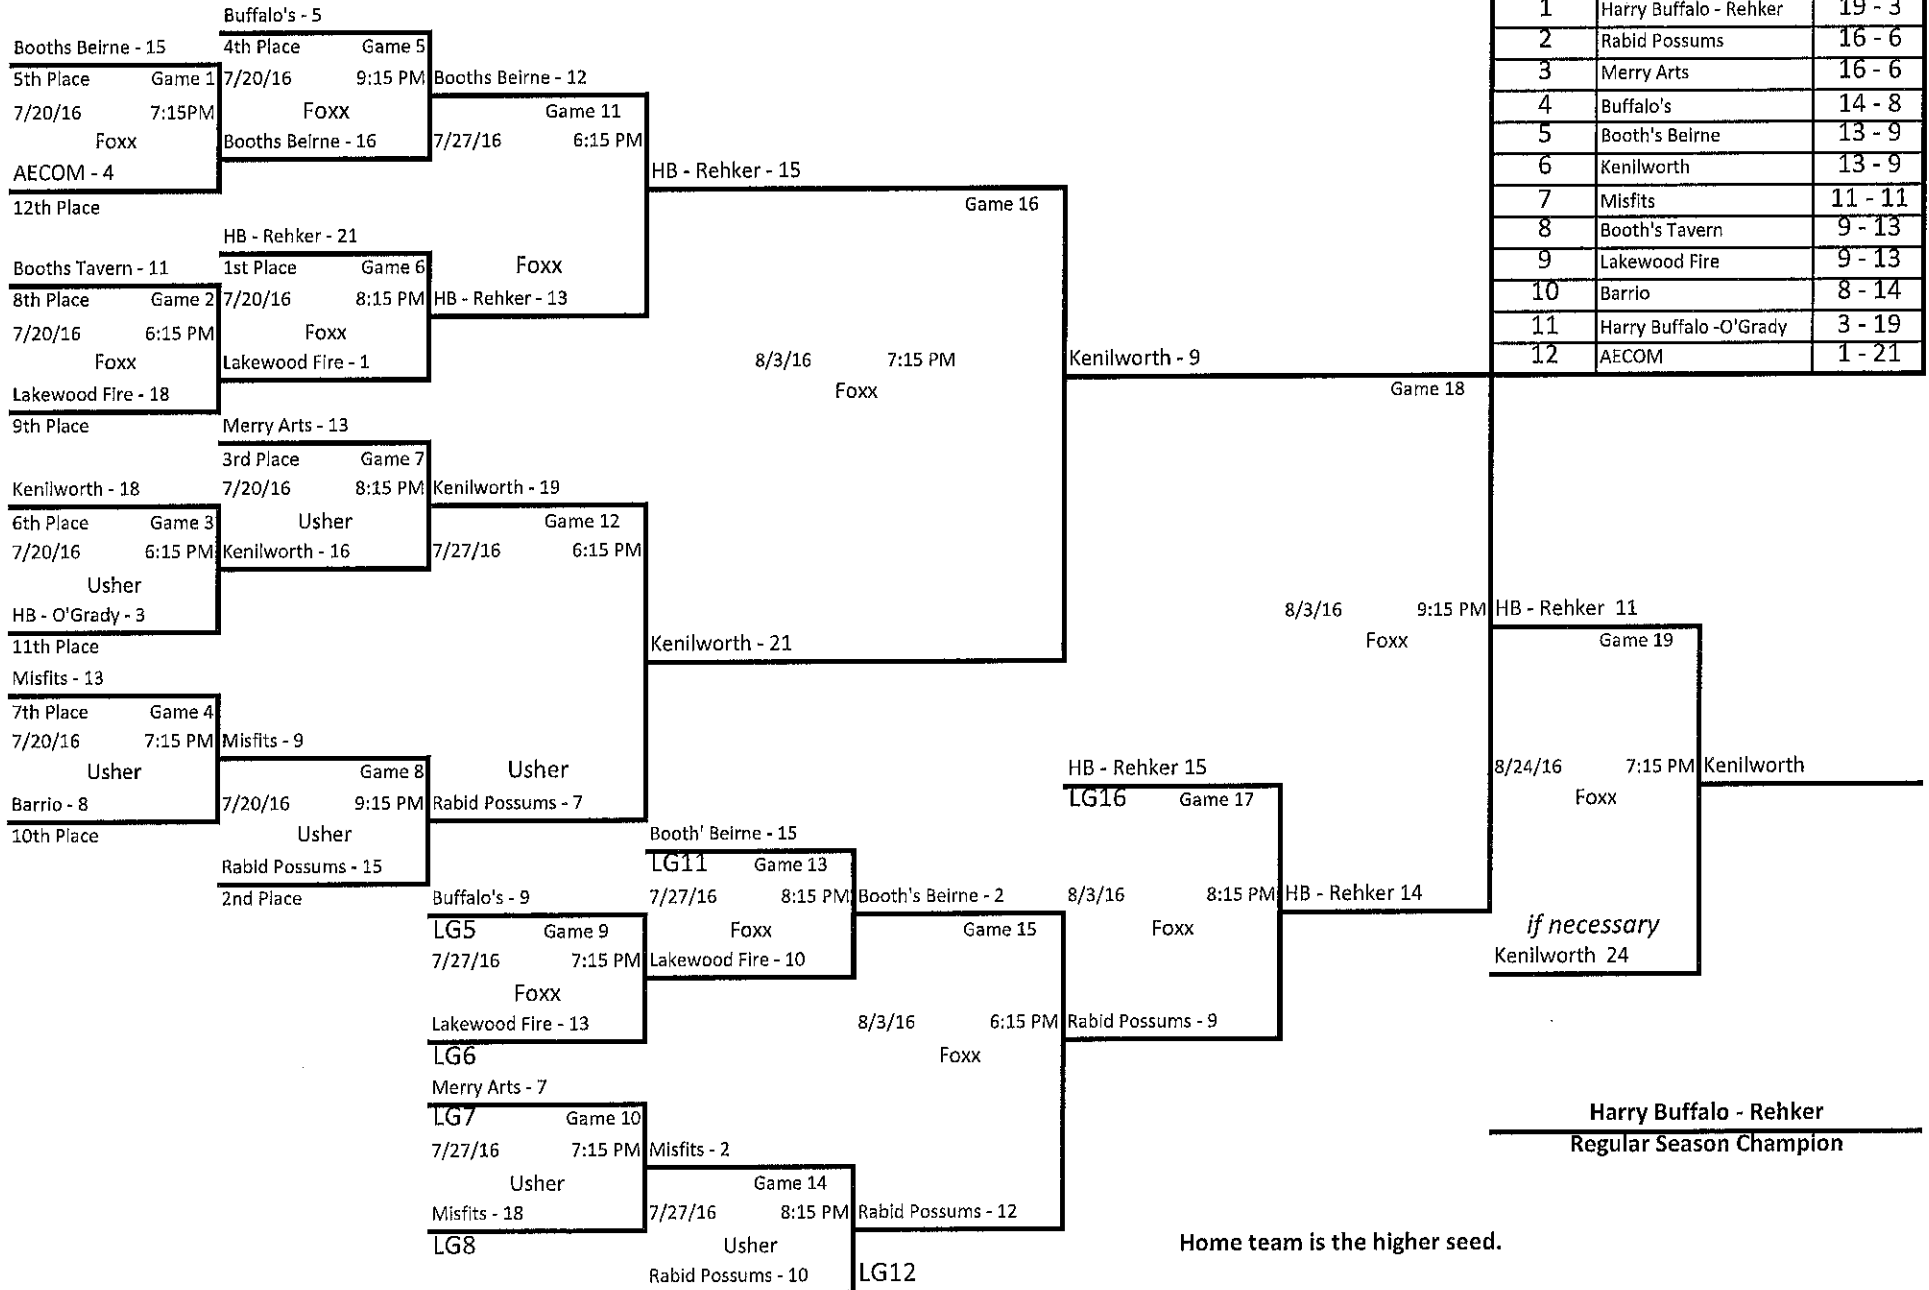 Buffalo's - 5
Booths Beirne - 15
4th Place Game 5
5th Place Game 1
7/20/16 9:15 PM
Booths Beirne - 12
7/20/16 7:15PM
Foxx
Game 11
Foxx
Booths Beirne - 16
7/27/16 6:15 PM
AECOM - 4
HB - Rehker - 15
12th Place
Game 16
HB - Rehker - 21
Booths Tavern - 11
1st Place Game 6
Foxx
8th Place Game 2
7/20/16 8:15 PM
HB - Rehker - 13
7/20/16 6:15 PM
Foxx
Foxx
Lakewood Fire - 1
8/3/16 7:15 PM
Kenilworth - 9
Foxx
Game 18
Lakewood Fire - 18
9th Place
Merry Arts - 13
3rd Place Game 7
Kenilworth - 18
7/20/16 8:15 PM
Kenilworth - 19
6th Place Game 3
Usher
Game 12
7/20/16 6:15 PM
Kenilworth - 16
7/27/16 6:15 PM
Usher
HB - O'Grady - 3
11th Place
Kenilworth - 21
8/3/16 9:15 PM
HB - Rehker 11
Foxx
Game 19
Misfits - 13
7th Place Game 4
7/20/16 7:15 PM
Misfits - 9
Usher
Game 8
Usher
HB - Rehker 15
8/24/16 7:15 PM
Kenilworth
Barrio - 8
7/20/16 9:15 PM
Rabid Possums - 7
LG16 Game 17
Foxx
10th Place
Usher
Booth' Beirne - 15
Rabid Possums - 15
LG11 Game 13
2nd Place
Buffalo's - 9
7/27/16 8:15 PM
Booth's Beirne - 2
8/3/16 8:15 PM
HB - Rehker 14
LG5 Game 9
Foxx
Game 15
Foxx
if necessary
7/27/16 7:15 PM
Lakewood Fire - 10
Kenilworth 24
Foxx
Lakewood Fire - 13
8/3/16 6:15 PM
Rabid Possums - 9
LG6
Foxx
Merry Arts - 7
LG7 Game 10
7/27/16 7:15 PM
Misfits - 2
Usher
Game 14
Misfits - 18
7/27/16 8:15 PM
Rabid Possums - 12
LG8
Usher
Rabid Possums - 10
LG12
1 Harry Buffalo - Rehker 19 - 3
2 Rabid Possums 16 - 6
3 Merry Arts 16 - 6
4 Buffalo's 14 - 8
5 Booth's Beirne 13 - 9
6 Kenilworth 13 - 9
7 Misfits 11 - 11
8 Booth's Tavern 9 - 13
9 Lakewood Fire 9 - 13
10 Barrio 8 - 14
11 Harry Buffalo -O'Grady 3 - 19
12 AECOM 1 - 21
Harry Buffalo - Rehker
Regular Season Champion
Home team is the higher seed.